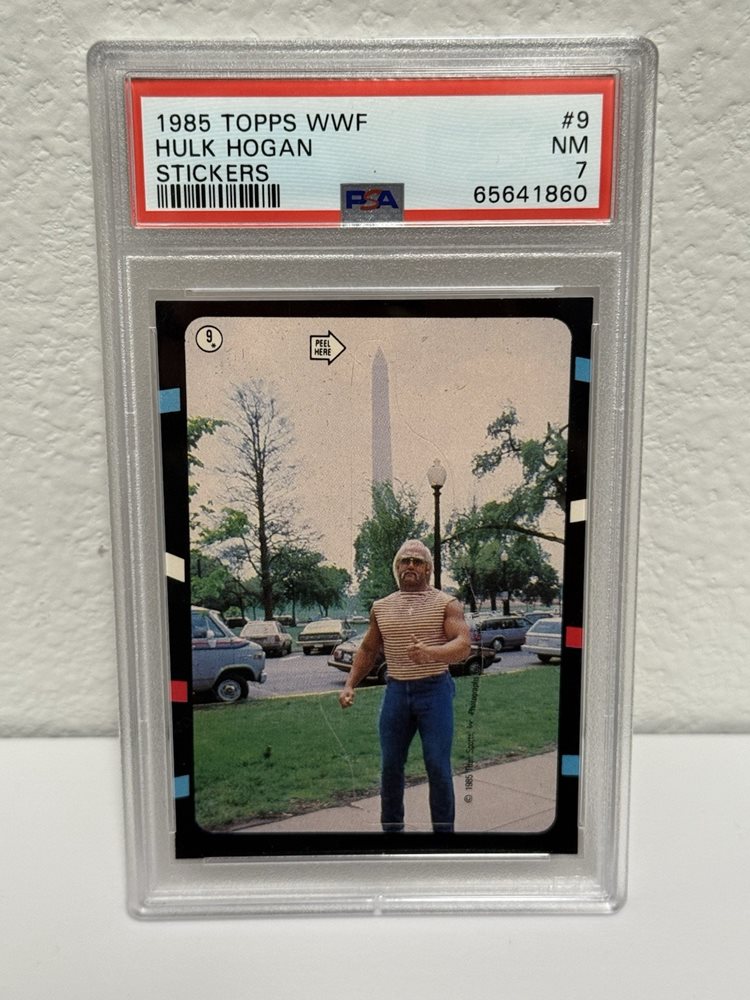 1985 TOPPS WWF #9
HULK HOGAN NM
STICKERS 7
PSA 65641860
9
*
PEEL
HERE
© 1985 Titan Sports, Inc.